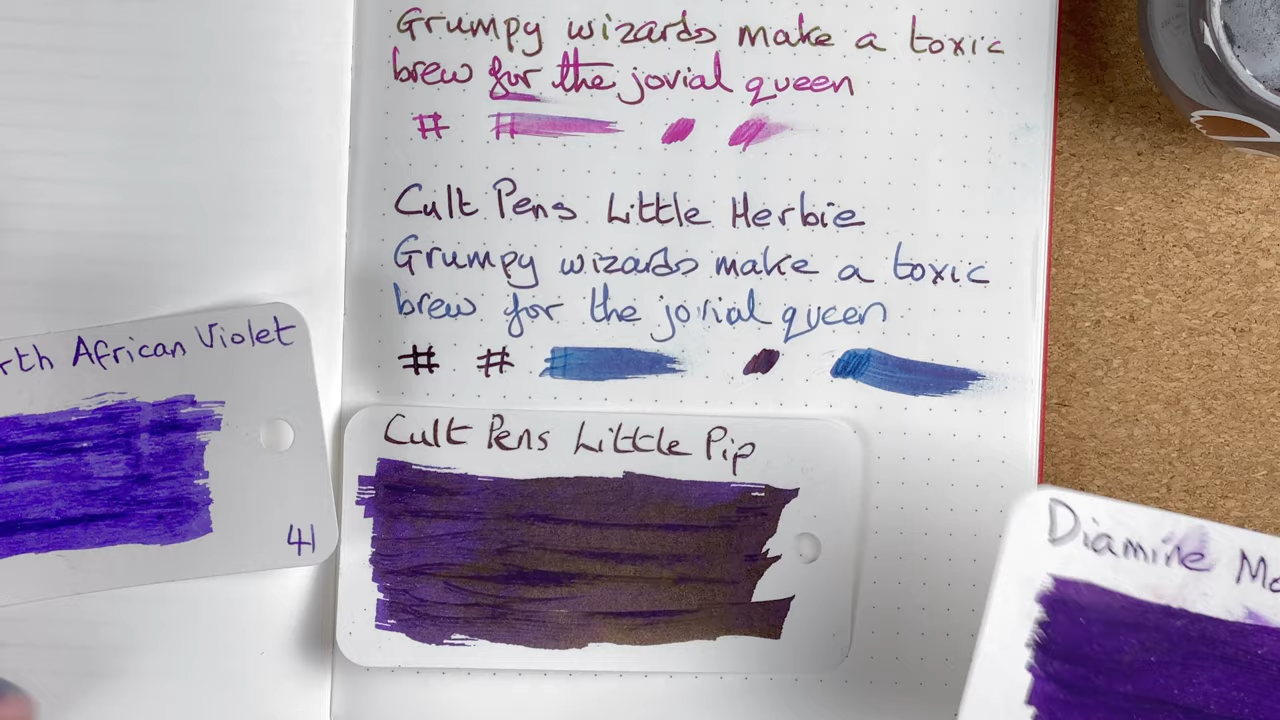 Grumpy wizards make a toxic
brew for the jovial queen
# #
Cult Pens Little Herbie
Grumpy wizards make a toxic
brew for the jovial queen
# #
African Violet
41
Cult Pens Little Pip
Diamine